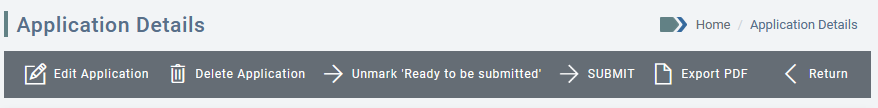 Application Details
Home / Application Details
Edit Application Delete Application Unmark 'Ready to be submitted' SUBMIT Export PDF Return